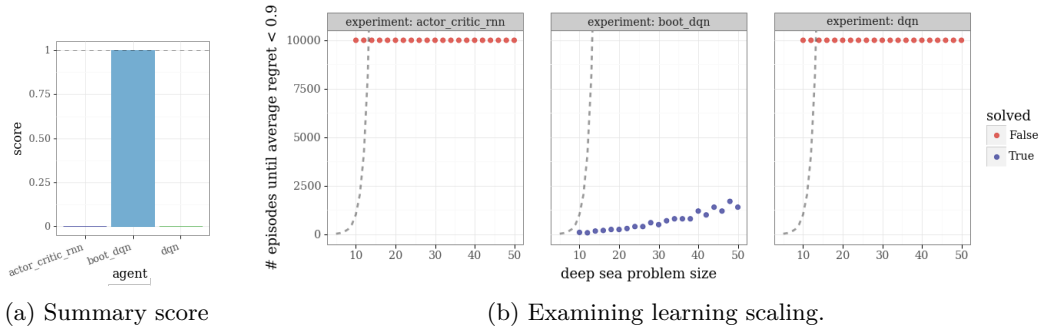 1
0.75
0.50
0.25
0
score
actor_critic_rnn
boot_dqn
dqn
agent
(a) Summary score
# episodes until average regret < 0.9
experiment: actor_critic_rnn
experiment: boot_dqn
experiment: dqn
10000
7500
5000
2500
0
10 20 30 40 50
10 20 30 40 50
10 20 30 40 50
deep sea problem size
solved
False
True
(b) Examining learning scaling.